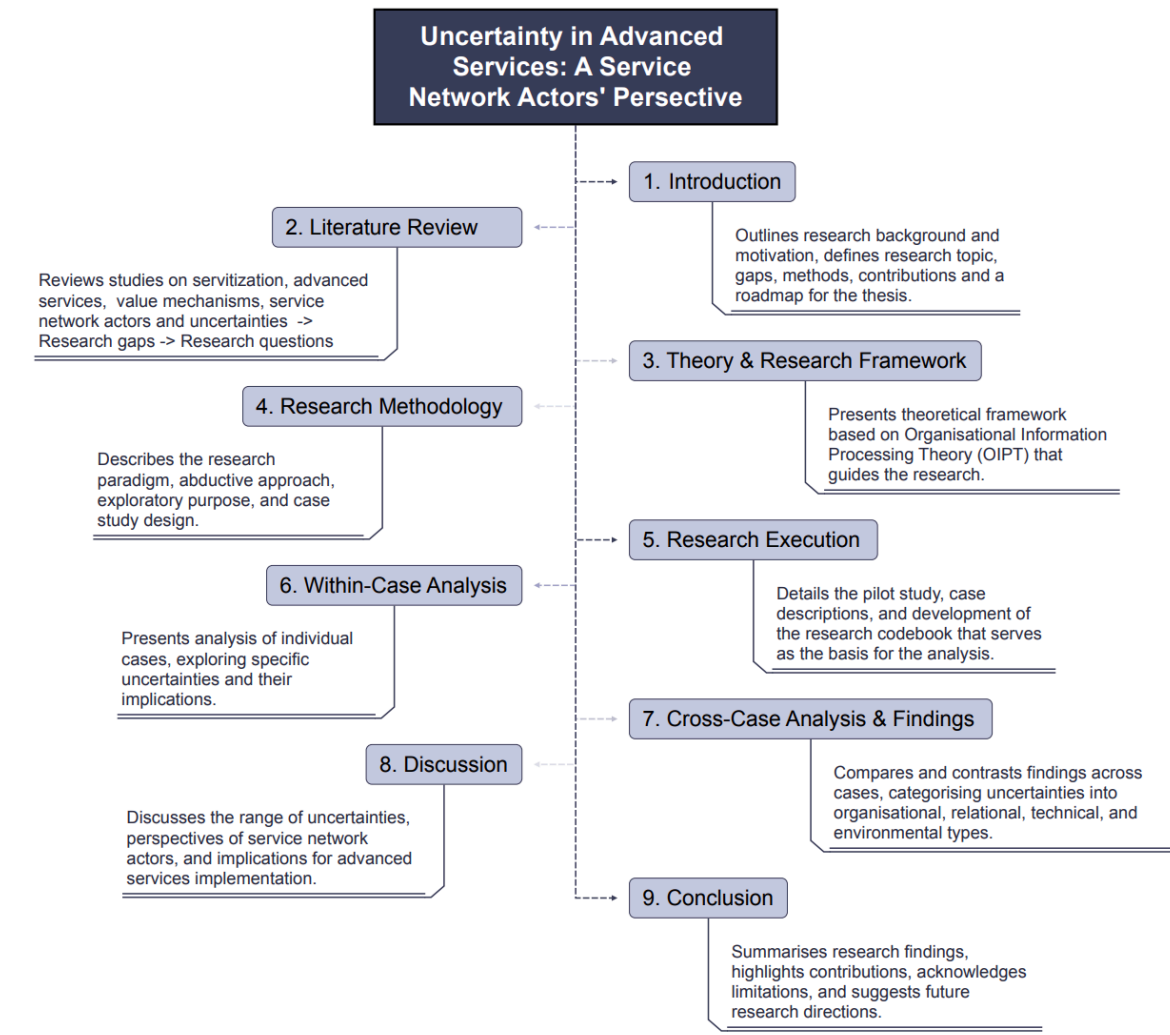 Uncertainty in Advanced
Services: A Service
Network Actors' Persective
1. Introduction
Outlines research background and
motivation, defines research topic,
gaps, methods, contributions and a
roadmap for the thesis.
2. Literature Review
Reviews studies on servitization, advanced
services,  value mechanisms, service
network actors and uncertainties  ->
Research gaps -> Research questions
3. Theory & Research Framework
Presents theoretical framework
based on Organisational Information
Processing Theory (OIPT) that
guides the research.
4. Research Methodology
Describes the research
paradigm, abductive approach,
exploratory purpose, and case
study design.
5. Research Execution
Details the pilot study, case
descriptions, and development of
the research codebook that serves
as the basis for the analysis.
6. Within-Case Analysis
Presents analysis of individual
cases, exploring specific
uncertainties and their
implications.
7. Cross-Case Analysis & Findings
Compares and contrasts findings across
cases, categorising uncertainties into
organisational, relational, technical, and
environmental types.
8. Discussion
Discusses the range of uncertainties,
perspectives of service network
actors, and implications for advanced
services implementation.
9. Conclusion
Summarises research findings,
highlights contributions, acknowledges
limitations, and suggests future
research directions.